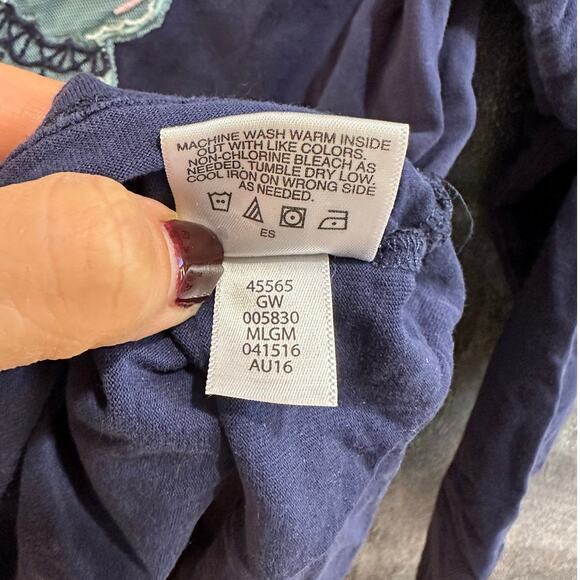 MACHINE WASH WARM INSIDE
OUT WITH LIKE COLORS.
NON-CHLORINE BLEACH AS
NEEDED. TUMBLE DRY LOW,
COOL IRON ON WRONG SIDE
AS NEEDED.
ES
45565
GW
005830
MLGM
041516
AU16